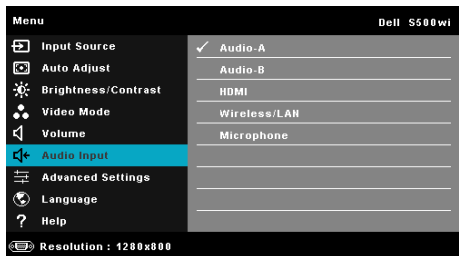 Menu Dell S500wi
Input Source ✓ Audio-A
Auto Adjust Audio-B
Brightness/Contrast HDMI
Video Mode Wireless/LAN
Volume Microphone
Audio Input
Advanced Settings
Language
? Help
Resolution : 1280x800